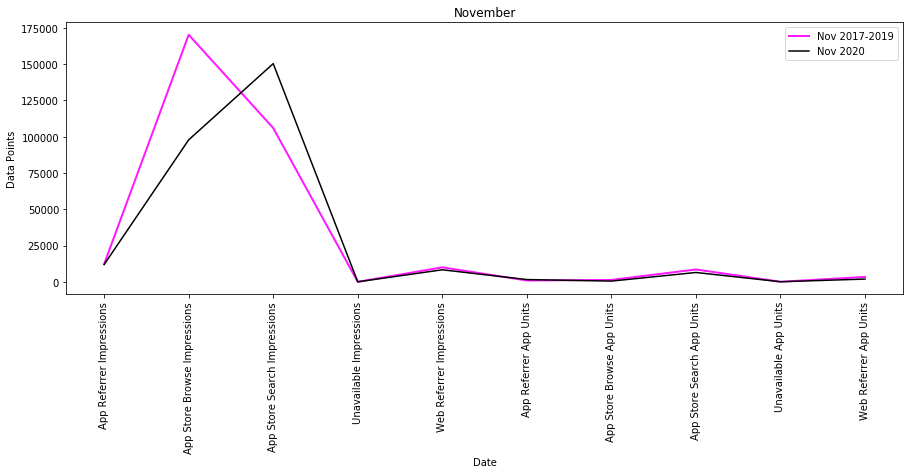 November
175000
150000
125000
100000
75000
50000
25000
0
Data Points
Nov 2017-2019
Nov 2020
App Referrer Impressions
App Store Browse Impressions
App Store Search Impressions
Unavailable Impressions
Web Referrer Impressions
App Referrer App Units
App Store Browse App Units
App Store Search App Units
Unavailable App Units
Web Referrer App Units
Date